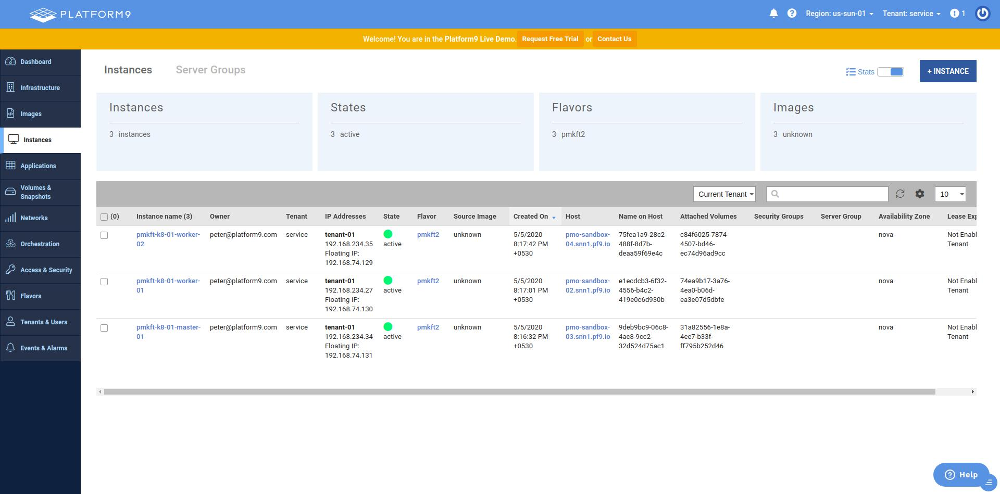 PLATFORM9
Region: us-sun-01
Tenant: service
1
Welcome! You are in the Platform9 Live Demo. Request Free Trial or Contact Us
Dashboard
Infrastructure
Images
Instances
Applications
Volumes &
Snapshots
Networks
Orchestration
Access & Security
Flavors
Tenants & Users
Events & Alarms
Instances
Server Groups
Stats
+ INSTANCE
Instances
3 instances
States
3 active
Flavors
3 pmkft2
Images
3 unknown
Current Tenant
10
(0) Instance name (3) Owner Tenant IP Addresses State Flavor Source Image Created On Host Name on Host Attached Volumes Security Groups Server Group Availability Zone Lease Exp
pmkft-k8-01-worker- peter@platform9.com service tenant-01 pmkft2 unknown 5/5/2020 pmo-sandbox- 75fea1a9-28c2- c84f6025-7874- nova Not Enabl
02 192.168.234.35 active 8:17:42 PM 04.snn1.pf9.io 488f-8d7b- 4507-bd46- Tenant
Floating IP: +0530 deaa59f69e4c ec74d96ad9cc
192.168.74.129
pmkft-k8-01-worker- peter@platform9.com service tenant-01 pmkft2 unknown 5/5/2020 pmo-sandbox- e1ecdcb3-6f32- 74ea9b17-3a76- nova Not Enabl
01 192.168.234.27 active 8:17:01 PM 02.snn1.pf9.io 4556-b4c2- 4ea0-b06d- Tenant
Floating IP: +0530 419e0c6d930b ea3e07d5dbfe
192.168.74.130
pmkft-k8-01-master- peter@platform9.com service tenant-01 pmkft2 unknown 5/5/2020 pmo-sandbox- 9deb9bc9-06c8- 31a82556-1e8a- nova Not Enabl
01 192.168.234.34 active 8:16:32 PM 03.snn1.pf9.io 4ac8-9cc2- 4ee7-b33f- Tenant
Floating IP: +0530 32d524d75ac1 ff795b252d46
192.168.74.131
Help